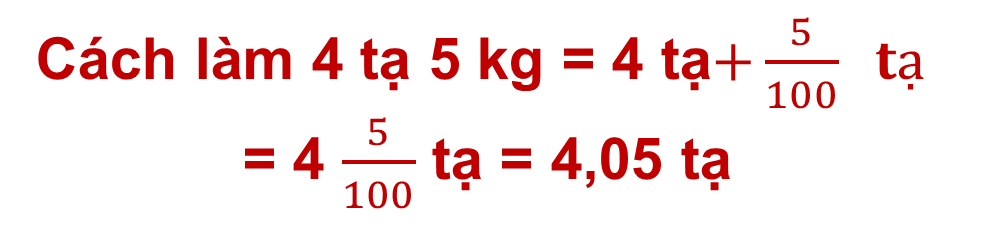 Cách làm 4 tạ 5 kg = 4 tạ + 5/100 tạ
= 4 5/100 tạ = 4,05 tạ